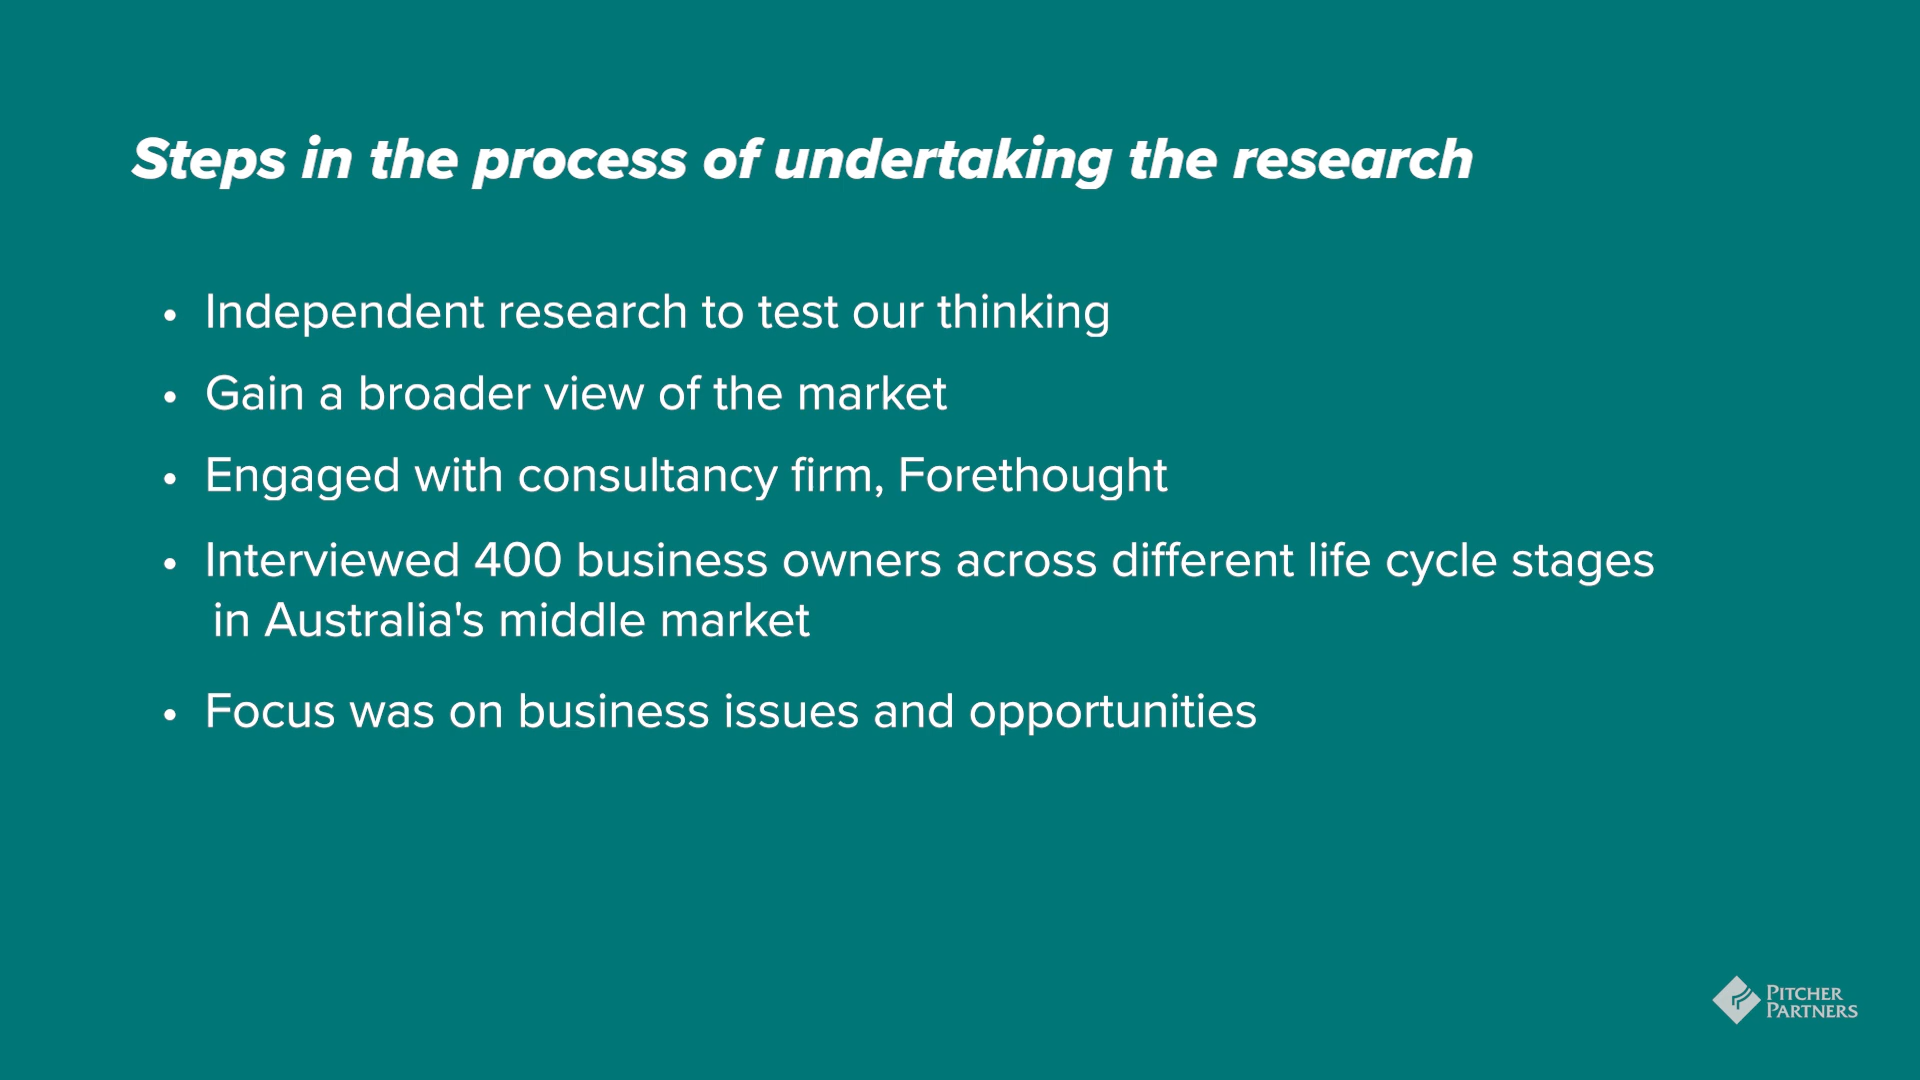 Steps in the process of undertaking the research
• Independent research to test our thinking
• Gain a broader view of the market
• Engaged with consultancy firm, Forethought
• Interviewed 400 business owners across different life cycle stages
in Australia's middle market
• Focus was on business issues and opportunities
PITCHER
PARTNERS